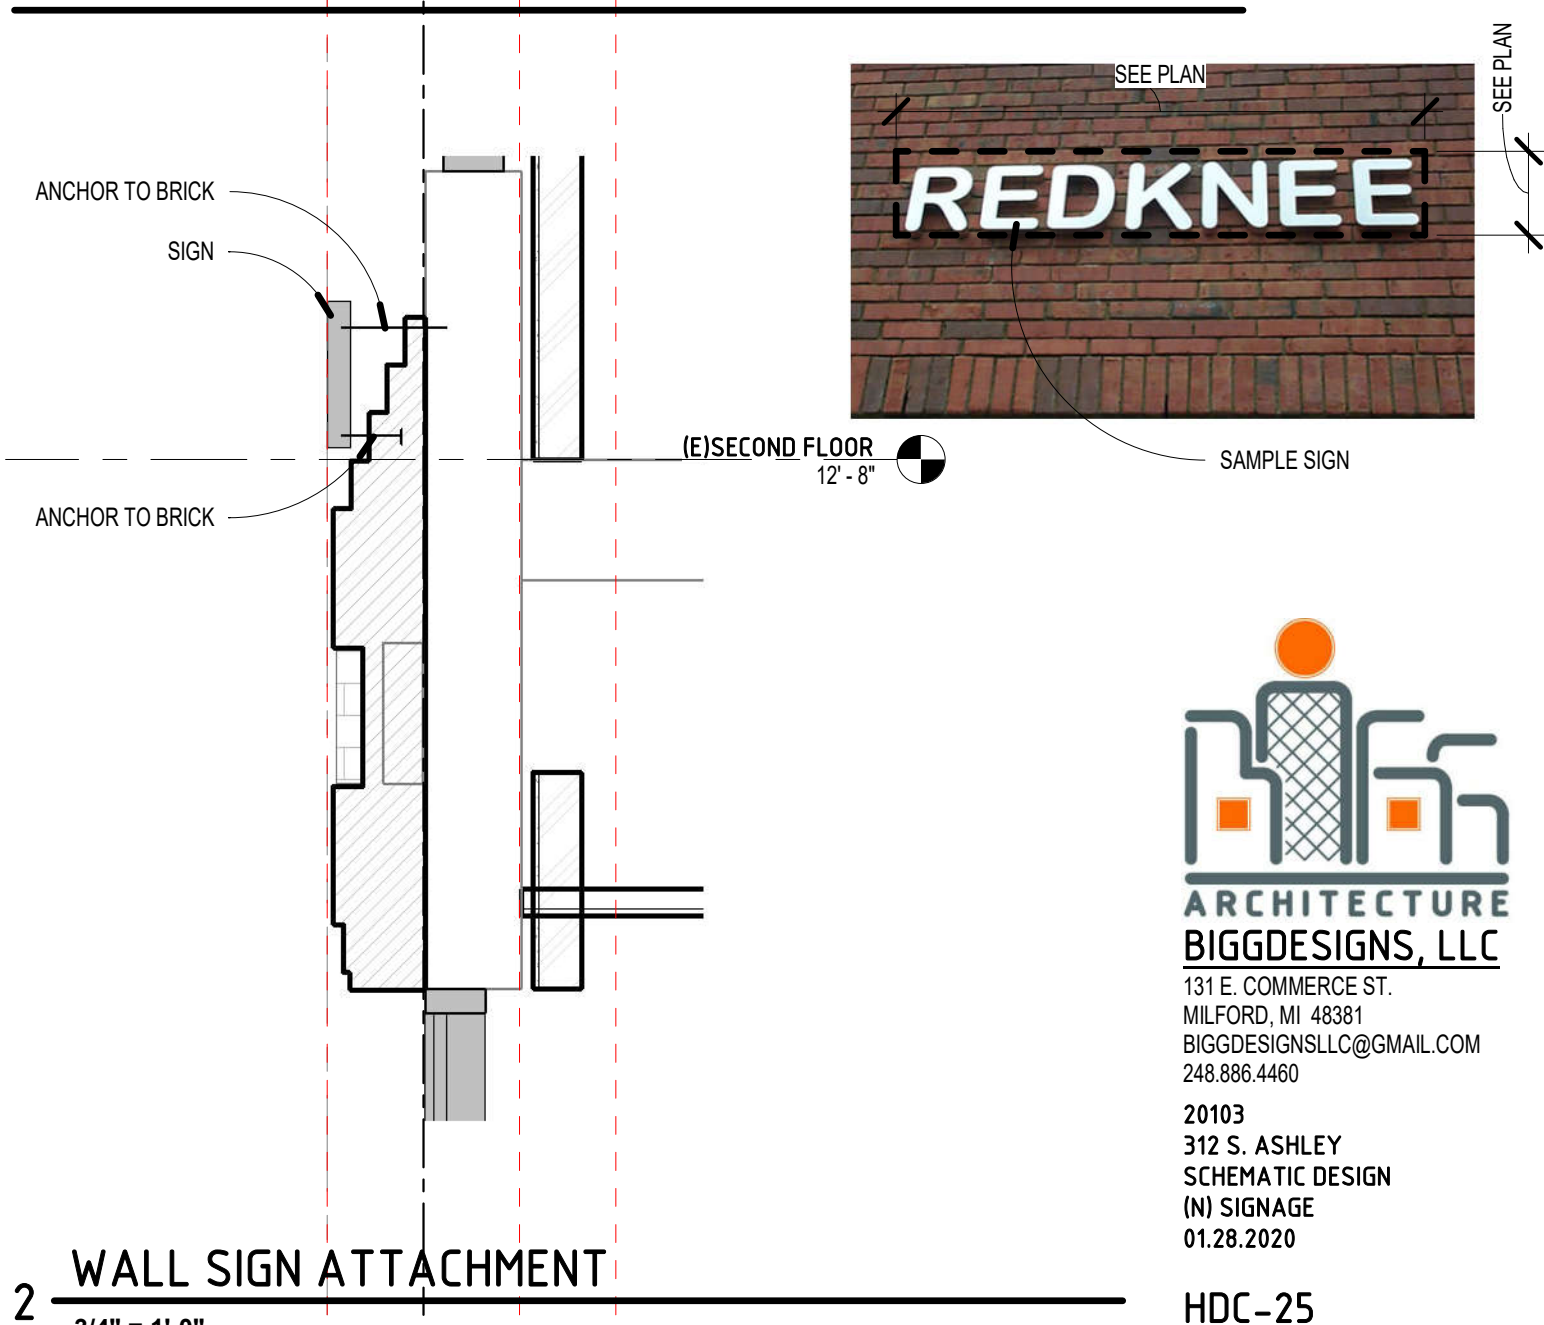 SEE PLAN
SEE PLAN
REDKNEE
ANCHOR TO BRICK
SIGN
(E)SECOND FLOOR
12' - 8"
SAMPLE SIGN
ANCHOR TO BRICK
ARCHITECTURE
BIGGDESIGNS, LLC
131 E. COMMERCE ST.
MILFORD, MI 48381
BIGGDESIGNSLLC@GMAIL.COM
248.886.4460
20103
312 S. ASHLEY
SCHEMATIC DESIGN
(N) SIGNAGE
01.28.2020
HDC-25
2 WALL SIGN ATTACHMENT